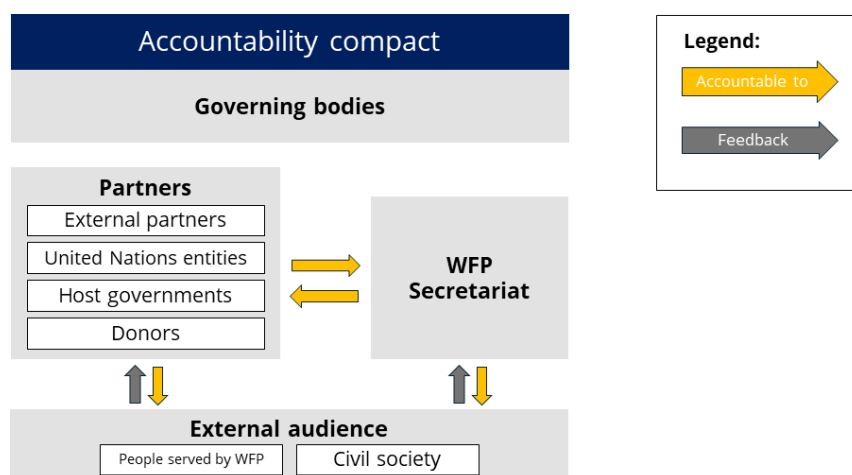 Accountability compact
Governing bodies
Partners
External partners
United Nations entities
Host governments
Donors
WFP
Secretariat
External audience
People served by WFP
Civil society
Legend:
Accountable to
Feedback